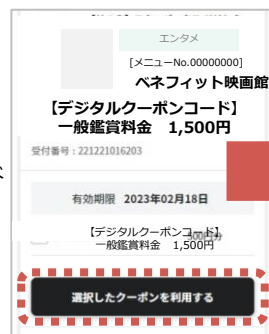 エンタメ
[メニューNo.00000000]
ベネフィット映画館
【デジタルクーポンコード】
一般鑑賞料金 1,500円
受付番号：221221016203
有効期限 2023年02月18日
【デジタルクーポンコード】
一般鑑賞料金 1,500円
選択したクーポンを利用する